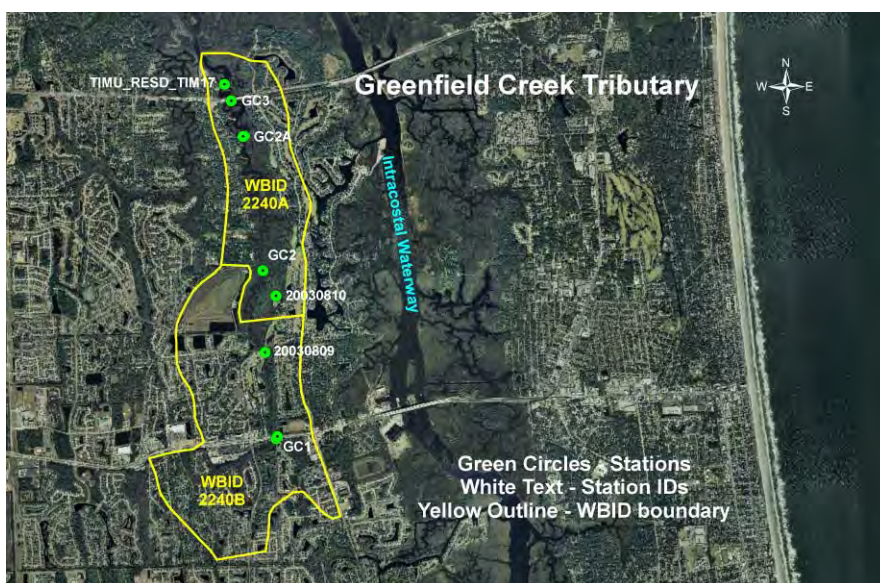 Greenfield Creek Tributary
N
W E
S
TIMU_RESD_TIM17
GC3
GC2A
WBID
2240A
Intracostal Waterway
GC2
20030810
20030809
GC1
WBID
2240B
Green Circles - Stations
White Text - Station IDs
Yellow Outline - WBID boundary